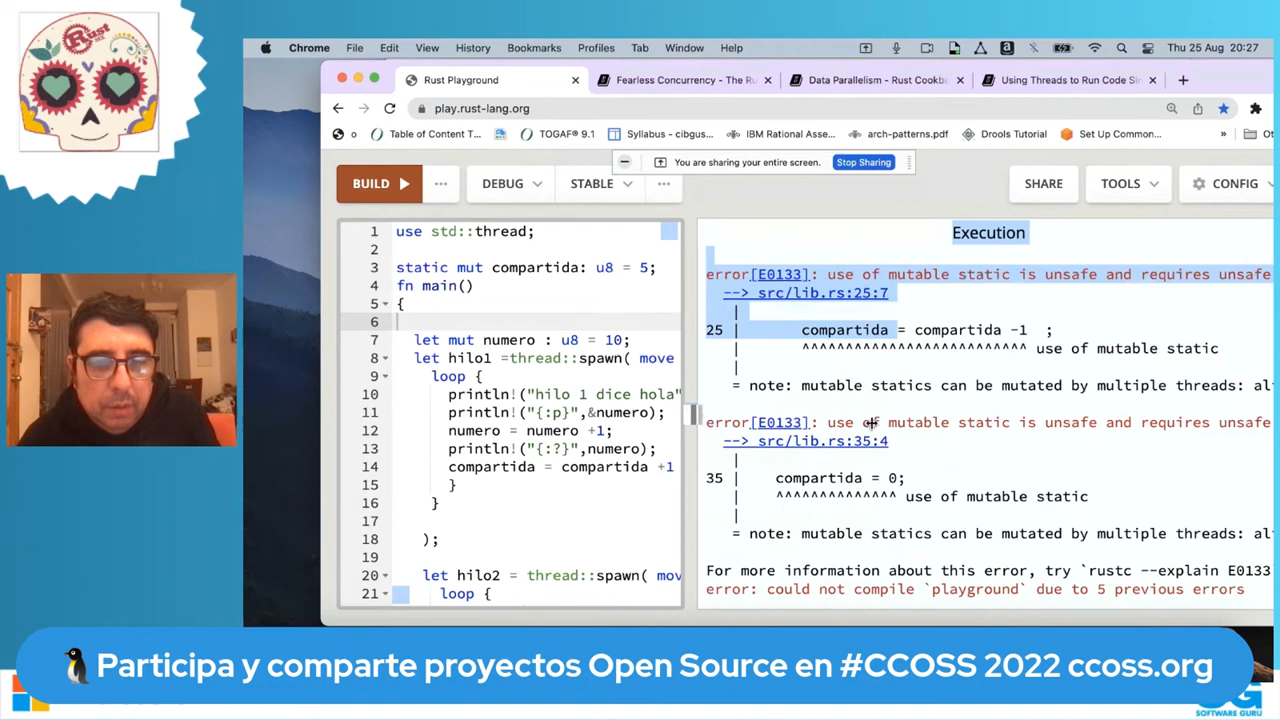 Rust
MX
Chrome File Edit View History Bookmarks Profiles Tab Window Help Thu 25 Aug 20:27
Rust Playground Fearless Concurrency - The Ru Data Parallelism - Rust Cookbo Using Threads to Run Code Sim
play.rust-lang.org
o Table of Content T... TOGAF® 9.1 Syllabus - cibgus... IBM Rational Asse... arch-patterns.pdf Drools Tutorial Set Up Common... » Ot
You are sharing your entire screen. Stop Sharing
BUILD ... DEBUG STABLE ... SHARE TOOLS CONFIG
1 use std::thread;
2
3 static mut compartida: u8 = 5;
4 fn main()
5 {
6
7 let mut numero : u8 = 10;
8 let hilo1 =thread::spawn( move
9 loop {
10 println!("hilo 1 dice hola"
11 println!("{:p}",&numero);
12 numero = numero +1;
13 println!("{:?}",numero);
14 compartida = compartida +1
15 }
16 }
17
18 );
19
20 let hilo2 = thread::spawn( mov
21 loop {
Execution
error[E0133]: use of mutable static is unsafe and requires unsafe
--> src/lib.rs:25:7
|
25 | compartida = compartida -1 ;
| ^^^^^^^^^^^^^^^^^^^^^^^^^^ use of mutable static
|
= note: mutable statics can be mutated by multiple threads: al
error[E0133]: use of mutable static is unsafe and requires unsafe
--> src/lib.rs:35:4
|
35 | compartida = 0;
| ^^^^^^^^^^^^^^ use of mutable static
|
= note: mutable statics can be mutated by multiple threads: al
For more information about this error, try `rustc --explain E0133
error: could not compile `playground` due to 5 previous errors
Participa y comparte proyectos Open Source en #CCOSS 2022 ccoss.org
SOFTWARE GURU